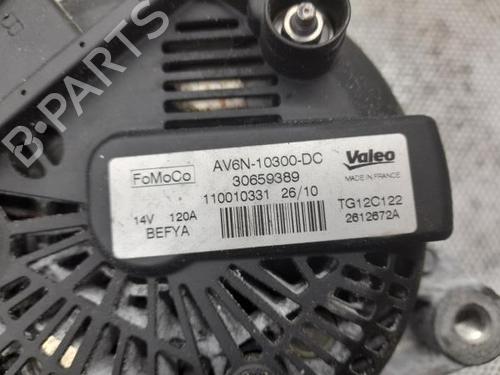 B-PARTS
FoMoCo
AV6N-10300-DC
Valeo
30659389
MADE IN FRANCE
110010331 26/10
TG12C122
14V 120A
2612672A
BEFYA